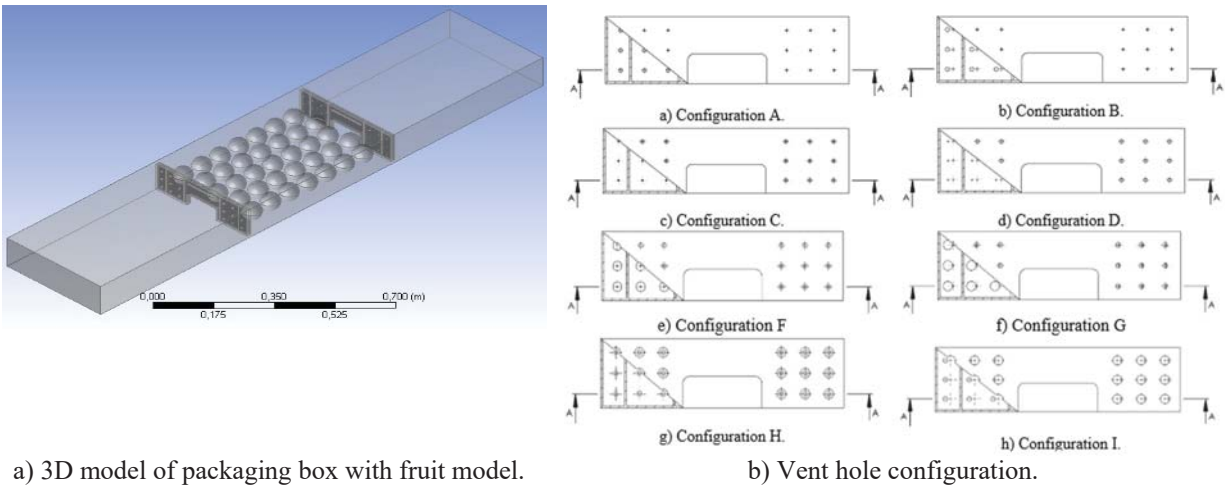 0,000
0,350
0,700 (m)
0,175
0,525
a) 3D model of packaging box with fruit model.
A A
a) Configuration A.
A A
b) Configuration B.
A A
c) Configuration C.
A A
d) Configuration D.
A A
e) Configuration F
A A
f) Configuration G
A A
g) Configuration H.
A A
h) Configuration I.
b) Vent hole configuration.